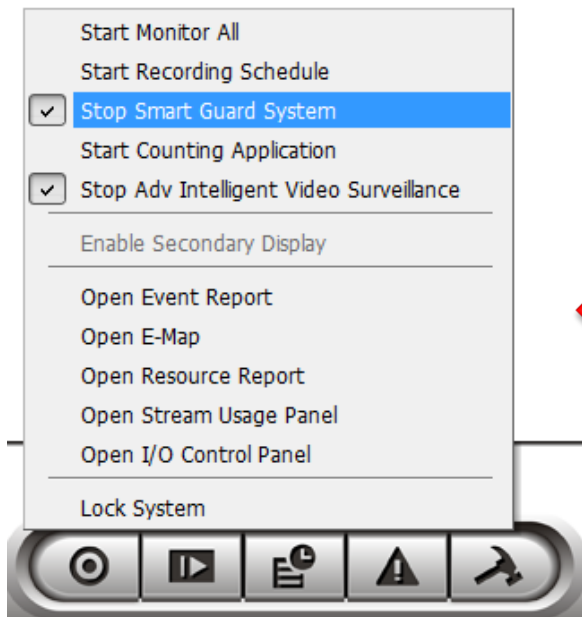 Start Monitor All
Start Recording Schedule
Stop Smart Guard System
Start Counting Application
Stop Adv Intelligent Video Surveillance
Enable Secondary Display
Open Event Report
Open E-Map
Open Resource Report
Open Stream Usage Panel
Open I/O Control Panel
Lock System